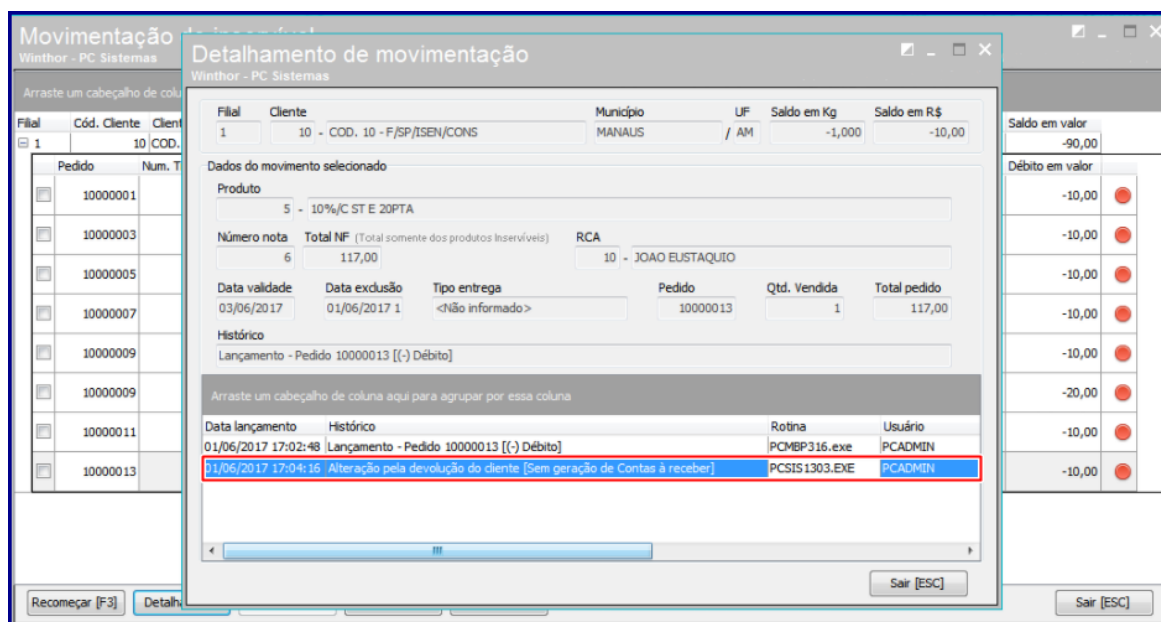 Movimentação
Winthor - PC Sistemas
Arraste um cabeçalho de
Filial Cód. Cliente
1 10 COD.
Saldo em valor
-90,00
Pedido Num.
Débito em valor
10000001 -10,00
10000003 -10,00
10000005 -10,00
10000007 -10,00
10000009 -10,00
10000009 -20,00
10000011 -10,00
10000013 -10,00
Recomeçar [F3]
Sair [ESC]
Detalhamento de movimentação
Winthor - PC Sistemas
Filial Cliente Município UF Saldo em Kg Saldo em R$
1 10 - COD. 10 - F/SP/ISEN/CONS MANAUS / AM -1,000 -10,00
Dados do movimento selecionado
Produto
5 - 10%/C ST E 20PTA
Número nota Total NF (Total somente dos produtos Inservíveis) RCA
6 117,00 10 - JOAO EUSTAQUIO
Data validade Data exclusão Tipo entrega Pedido Qtd. Vendida Total pedido
03/06/2017 01/06/2017 1 <Não informado> 10000013 1 117,00
Histórico
Lançamento - Pedido 10000013 [(-) Débito]
Arraste um cabeçalho de coluna aqui para agrupar por essa coluna
Data lançamento Histórico Rotina Usuário
01/06/2017 17:02:48 Lançamento - Pedido 10000013 [(-) Débito] PCMBP316.exe PCADMIN
01/06/2017 17:04:16 Alteração pela devolução do cliente [Sem geração de Contas à receber] PCSIS1303.EXE PCADMIN
Sair [ESC]